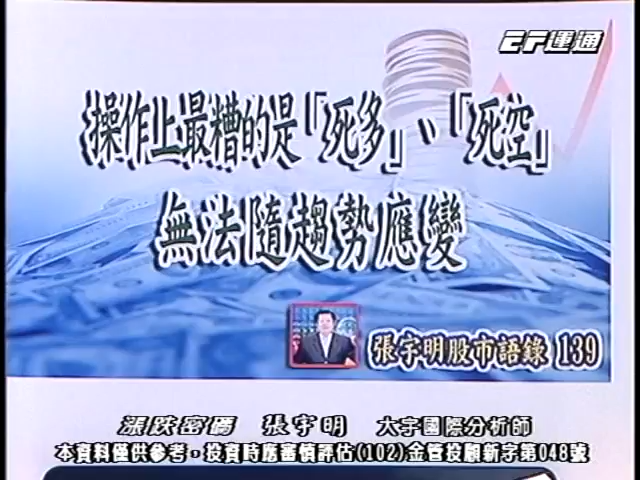 EF運通
操作上最糟的是「死多」、「死空」
無法隨趨勢應變
張宇明股市語錄 139
漲跌密碼 張宇明 大宇國際分析師
本資料僅供參考，投資時應審慎評估(102)金管投顧新字第048號